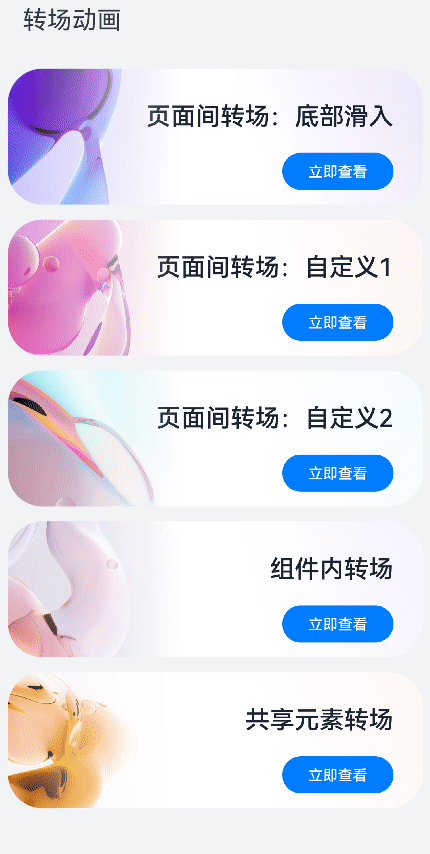 转场动画
页面间转场：底部滑入
立即查看
页面间转场：自定义1
立即查看
页面间转场：自定义2
立即查看
组件内转场
立即查看
共享元素转场
立即查看